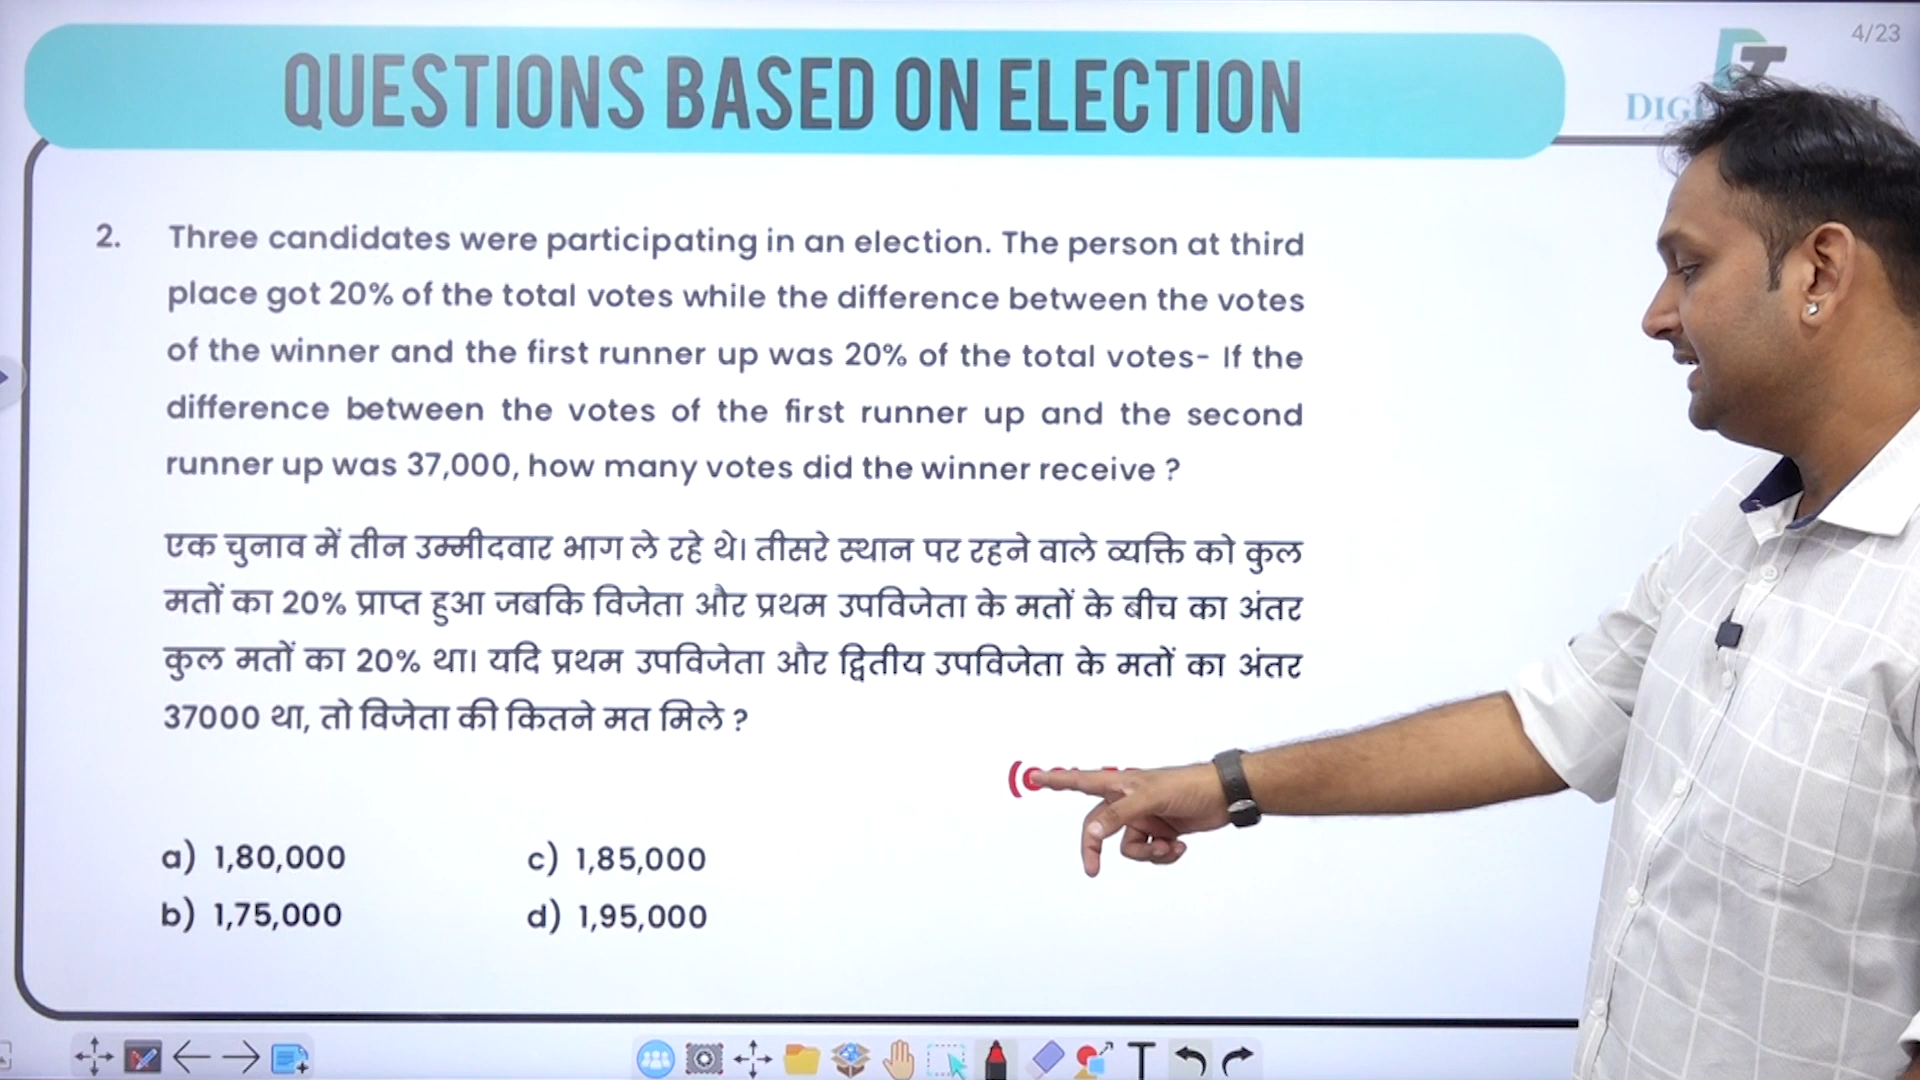 4/23
QUESTIONS BASED ON ELECTION
2. Three candidates were participating in an election. The person at third
place got 20% of the total votes while the difference between the votes
of the winner and the first runner up was 20% of the total votes- If the
difference between the votes of the first runner up and the second
runner up was 37,000, how many votes did the winner receive ?
एक चुनाव में तीन उम्मीदवार भाग ले रहे थे। तीसरे स्थान पर रहने वाले व्यक्ति को कुल
मतों का 20% प्राप्त हुआ जबकि विजेता और प्रथम उपविजेता के मतों के बीच का अंतर
कुल मतों का 20% था। यदि प्रथम उपविजेता और द्वितीय उपविजेता के मतों का अंतर
37000 था, तो विजेता की कितने मत मिले ?
a) 1,80,000 c) 1,85,000
b) 1,75,000 d) 1,95,000